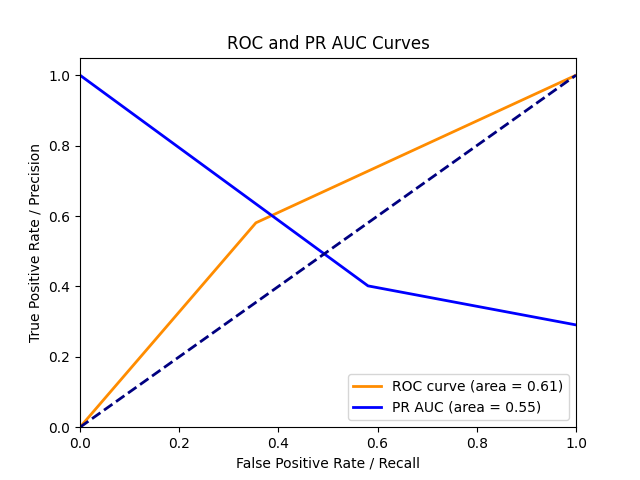 ROC and PR AUC Curves
True Positive Rate / Precision
1.0
0.8
0.6
0.4
0.2
0.0
0.0 0.2 0.4 0.6 0.8 1.0
False Positive Rate / Recall
ROC curve (area = 0.61)
PR AUC (area = 0.55)